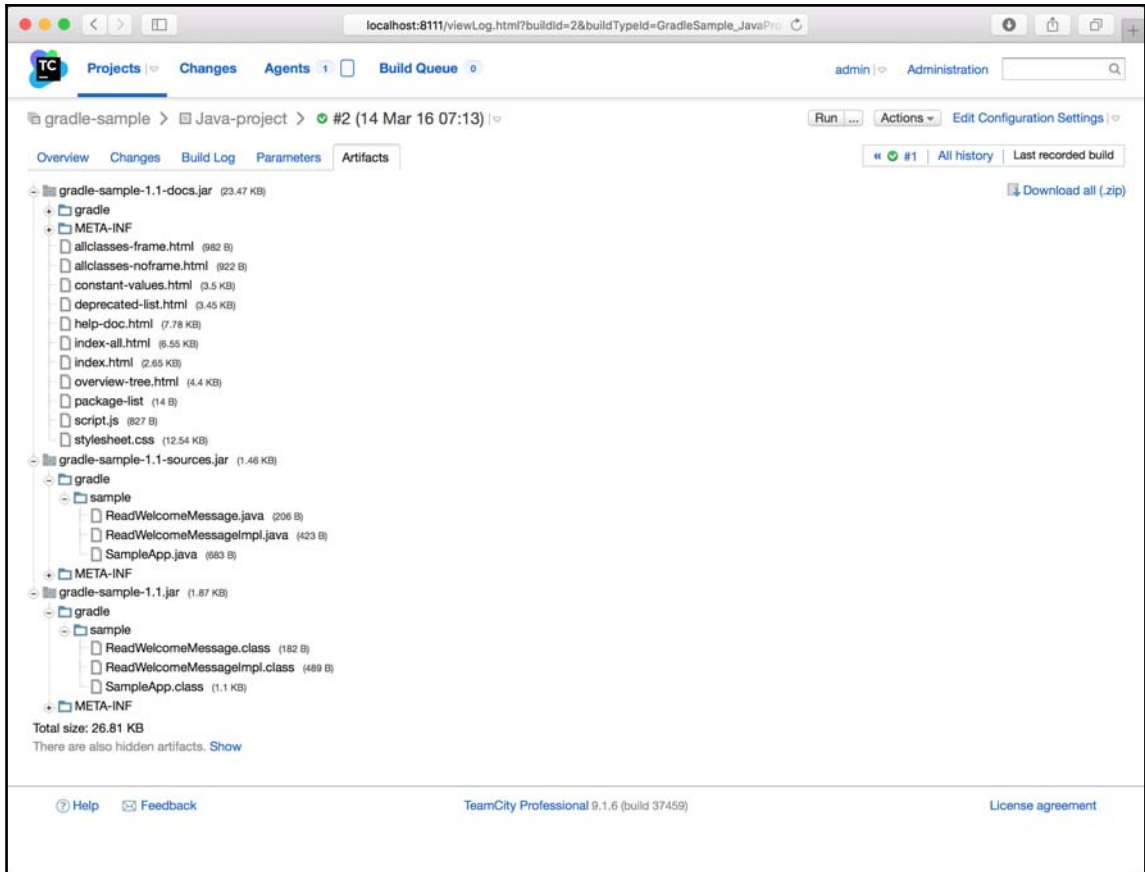 localhost:8111/viewLog.html?buildId=2&buildTypeId=GradleSample_JavaPro
TC Projects Changes Agents 1 Build Queue 0 admin Administration
gradle-sample > Java-project > #2 (14 Mar 16 07:13) Run ... Actions Edit Configuration Settings
Overview Changes Build Log Parameters Artifacts « #1 All history Last recorded build
gradle-sample-1.1-docs.jar (23.47 KB) Download all (.zip)
gradle
META-INF
allclasses-frame.html (982 B)
allclasses-noframe.html (922 B)
constant-values.html (3.5 KB)
deprecated-list.html (3.45 KB)
help-doc.html (7.78 KB)
index-all.html (6.55 KB)
index.html (2.65 KB)
overview-tree.html (4.4 KB)
package-list (14 B)
script.js (827 B)
stylesheet.css (12.54 KB)
gradle-sample-1.1-sources.jar (1.46 KB)
gradle
sample
ReadWelcomeMessage.java (206 B)
ReadWelcomeMessageImpl.java (423 B)
SampleApp.java (683 B)
META-INF
gradle-sample-1.1.jar (1.87 KB)
gradle
sample
ReadWelcomeMessage.class (182 B)
ReadWelcomeMessageImpl.class (489 B)
SampleApp.class (1.1 KB)
META-INF
Total size: 26.81 KB
There are also hidden artifacts. Show
Help Feedback TeamCity Professional 9.1.6 (build 37459) License agreement